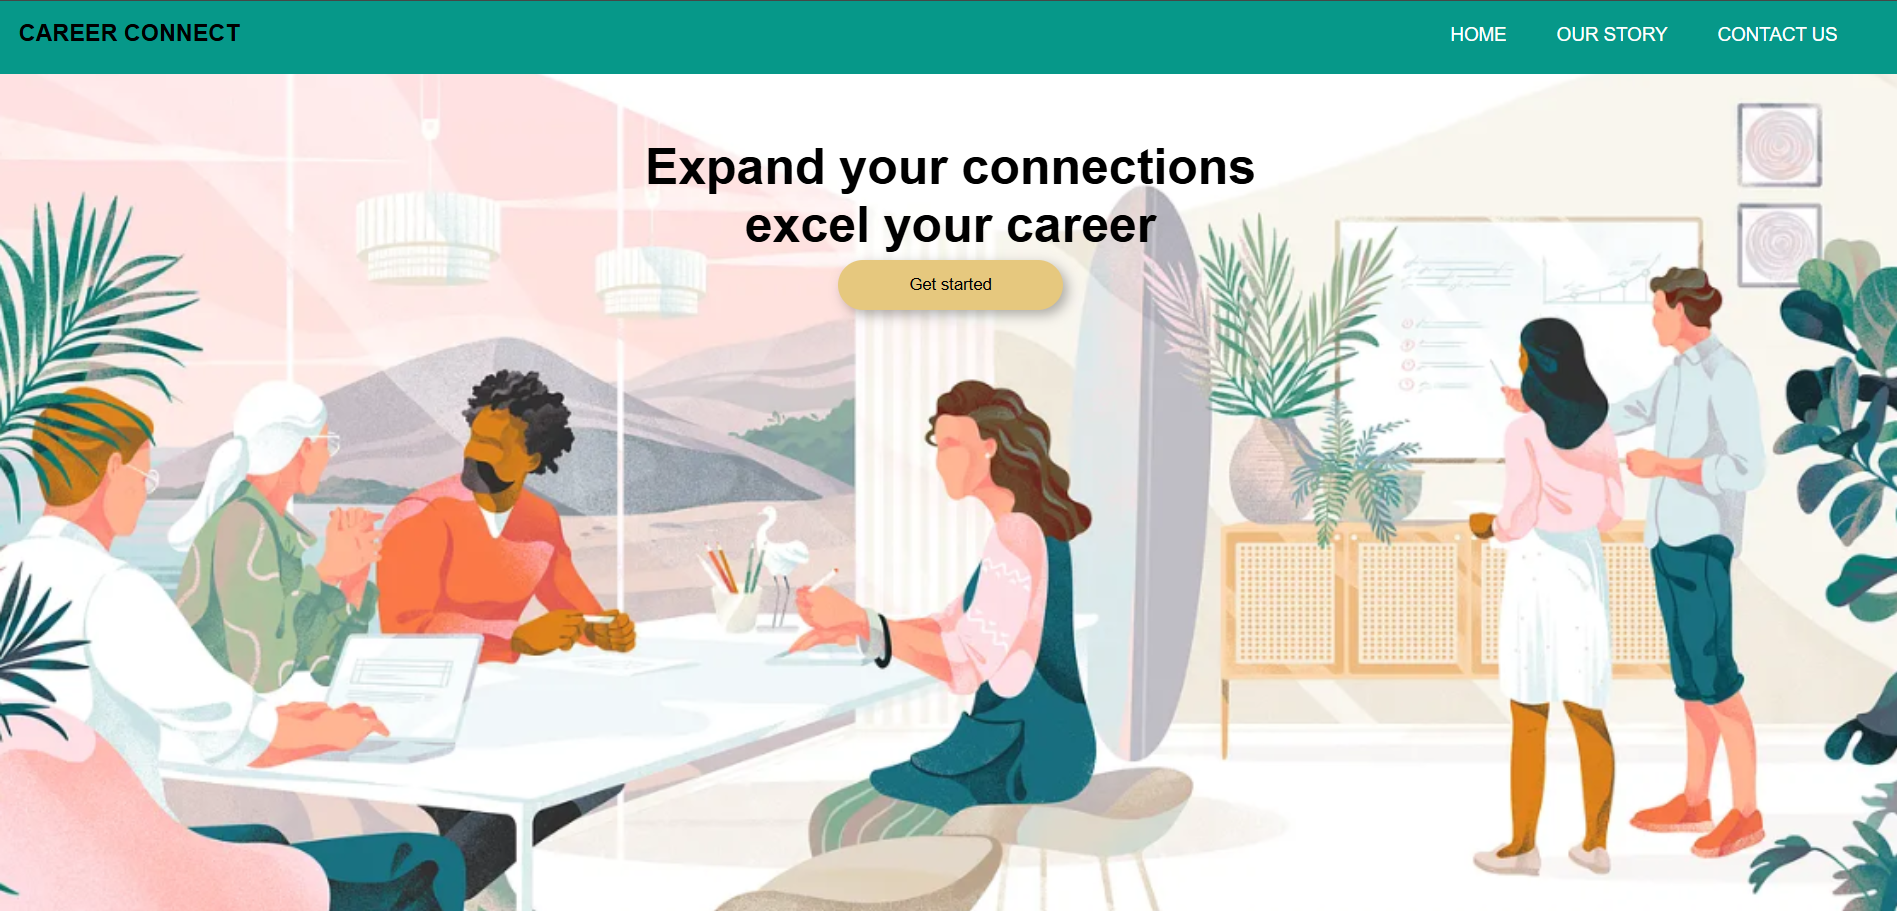 CAREER CONNECT
HOME OUR STORY CONTACT US
Expand your connections
excel your career
Get started